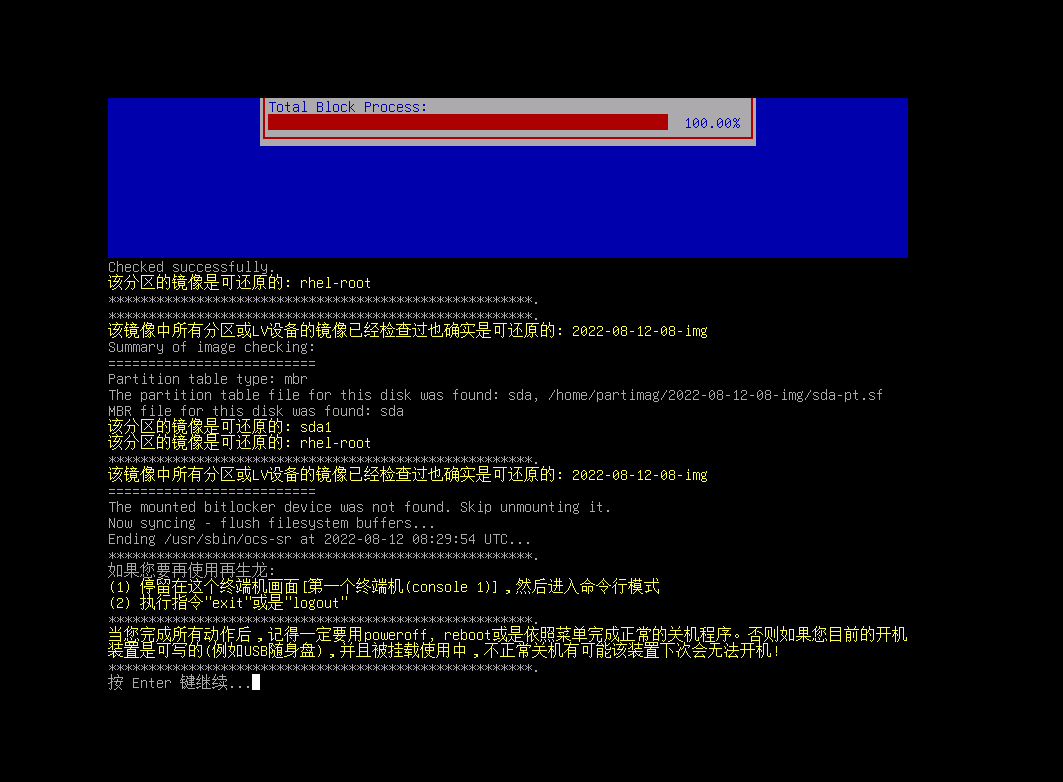 Total Block Process:
100.00%
Checked successfully.
该分区的镜像是可还原的: rhel-root
*****************************************************.
*****************************************************.
该镜像中所有分区或LV设备的镜像已经检查过也确实是可还原的: 2022-08-12-08-img
Summary of image checking:
==========================
Partition table type: mbr
The partition table file for this disk was found: sda, /home/partimag/2022-08-12-08-img/sda-pt.sf
MBR file for this disk was found: sda
该分区的镜像是可还原的: sda1
该分区的镜像是可还原的: rhel-root
*****************************************************.
该镜像中所有分区或LV设备的镜像已经检查过也确实是可还原的: 2022-08-12-08-img
==========================
The mounted bitlocker device was not found. Skip unmounting it.
Now syncing - flush filesystem buffers...
Ending /usr/sbin/ocs-sr at 2022-08-12 08:29:54 UTC...
*****************************************************.
如果您要再使用再生龙:
(1) 停留在这个终端机画面[第一个终端机(console 1)],然后进入命令行模式
(2) 执行指令"exit"或是"logout"
*****************************************************.
当您完成所有动作后,记得一定要用poweroff, reboot或是依照菜单完成正常的关机程序。否则如果您目前的开机
装置是可写的(例如USB随身盘),并且被挂载使用中,不正常关机有可能该装置下次会无法开机!
*****************************************************.
按 Enter 键继续...